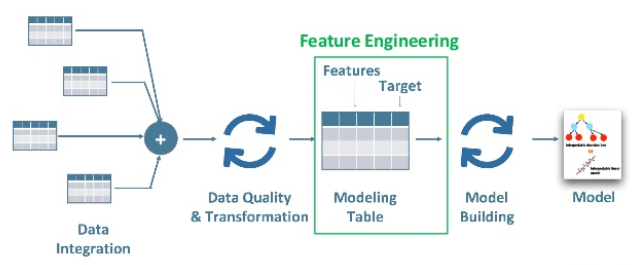 Feature Engineering
Features
Target
+
Data Quality
& Transformation
Modeling
Table
Model
Building
Model
Data
Integration